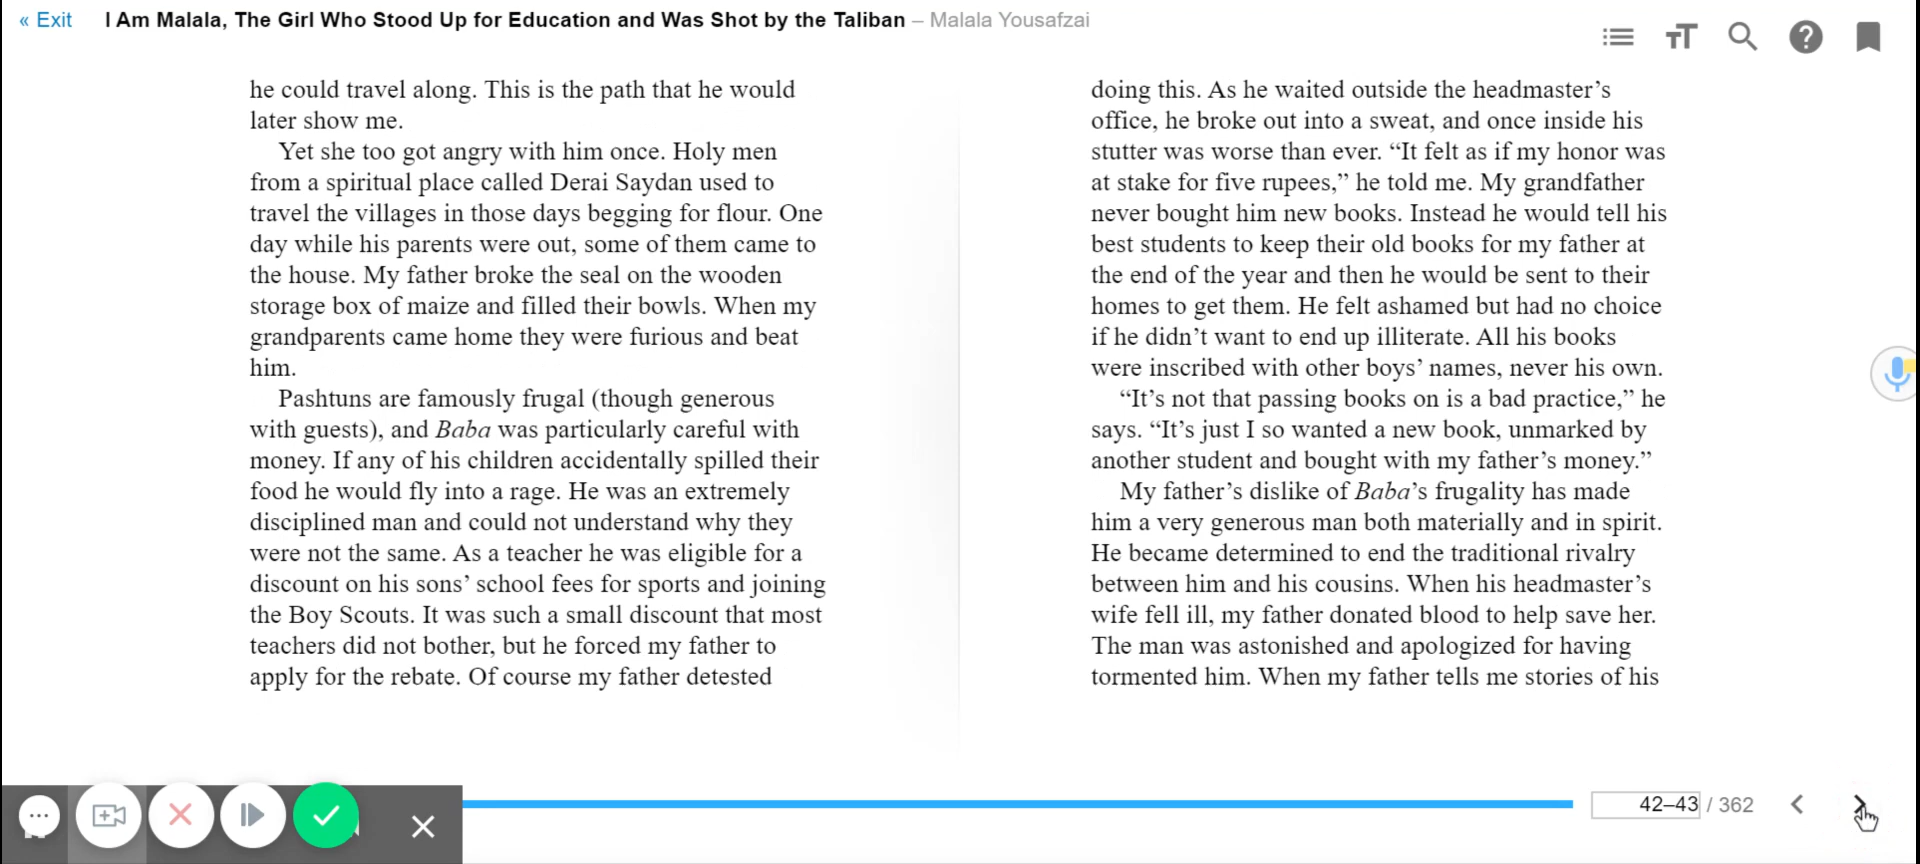 « Exit I Am Malala, The Girl Who Stood Up for Education and Was Shot by the Taliban – Malala Yousafzai
he could travel along. This is the path that he would
later show me.
Yet she too got angry with him once. Holy men
from a spiritual place called Derai Saydan used to
travel the villages in those days begging for flour. One
day while his parents were out, some of them came to
the house. My father broke the seal on the wooden
storage box of maize and filled their bowls. When my
grandparents came home they were furious and beat
him.
Pashtuns are famously frugal (though generous
with guests), and Baba was particularly careful with
money. If any of his children accidentally spilled their
food he would fly into a rage. He was an extremely
disciplined man and could not understand why they
were not the same. As a teacher he was eligible for a
discount on his sons’ school fees for sports and joining
the Boy Scouts. It was such a small discount that most
teachers did not bother, but he forced my father to
apply for the rebate. Of course my father detested
doing this. As he waited outside the headmaster’s
office, he broke out into a sweat, and once inside his
stutter was worse than ever. “It felt as if my honor was
at stake for five rupees,” he told me. My grandfather
never bought him new books. Instead he would tell his
best students to keep their old books for my father at
the end of the year and then he would be sent to their
homes to get them. He felt ashamed but had no choice
if he didn’t want to end up illiterate. All his books
were inscribed with other boys’ names, never his own.
“It’s not that passing books on is a bad practice,” he
says. “It’s just I so wanted a new book, unmarked by
another student and bought with my father’s money.”
My father’s dislike of Baba’s frugality has made
him a very generous man both materially and in spirit.
He became determined to end the traditional rivalry
between him and his cousins. When his headmaster’s
wife fell ill, my father donated blood to help save her.
The man was astonished and apologized for having
tormented him. When my father tells me stories of his
42–43 / 362